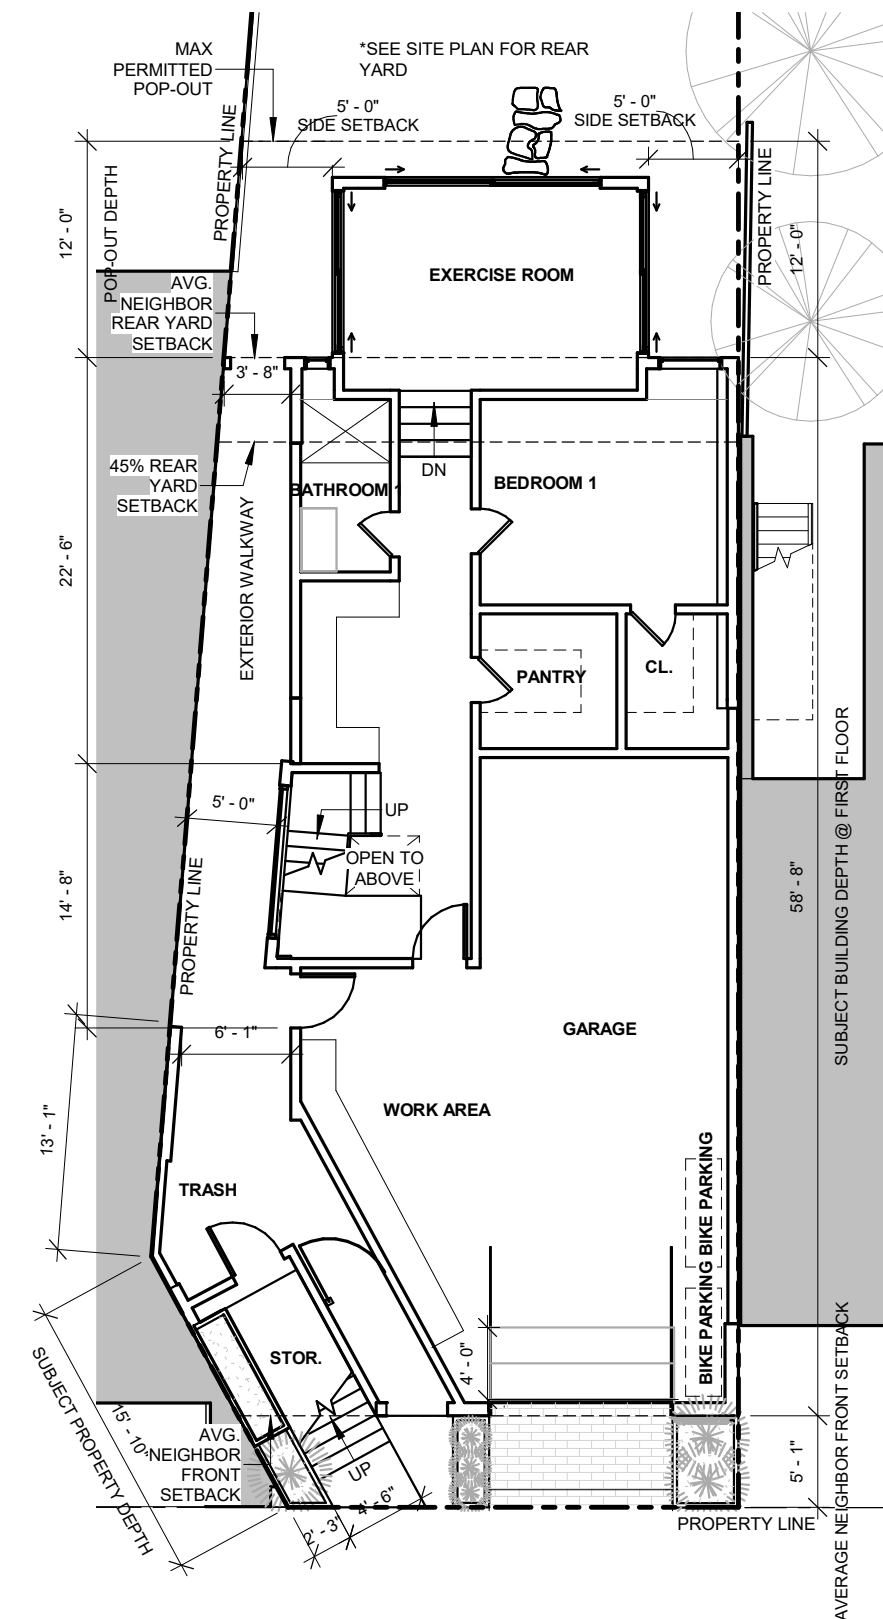 MAX
PERMITTED
POP-OUT
*SEE SITE PLAN FOR REAR
YARD
5' - 0"
SIDE SETBACK
5' - 0"
SIDE SETBACK
PROPERTY LINE
PROPERTY LINE
12' - 0"
POP-OUT DEPTH
12' - 0"
EXERCISE ROOM
AVG.
NEIGHBOR
REAR YARD
SETBACK
3' - 8"
45% REAR
YARD
SETBACK
DN
BATHROOM 1
BEDROOM 1
22' - 6"
EXTERIOR WALKWAY
PANTRY
CL.
5' - 0"
UP
OPEN TO
ABOVE
14' - 8"
PROPERTY LINE
58' - 8"
SUBJECT BUILDING DEPTH @ FIRST FLOOR
6' - 1"
GARAGE
13' - 1"
WORK AREA
TRASH
BIKE PARKING
BIKE PARKING
STOR.
4' - 0"
SUBJECT PROPERTY DEPTH
15' - 10"
AVG.
NEIGHBOR
FRONT
SETBACK
UP
2' - 3"
4' - 6"
5' - 1"
AVERAGE NEIGHBOR FRONT SETBACK
PROPERTY LINE